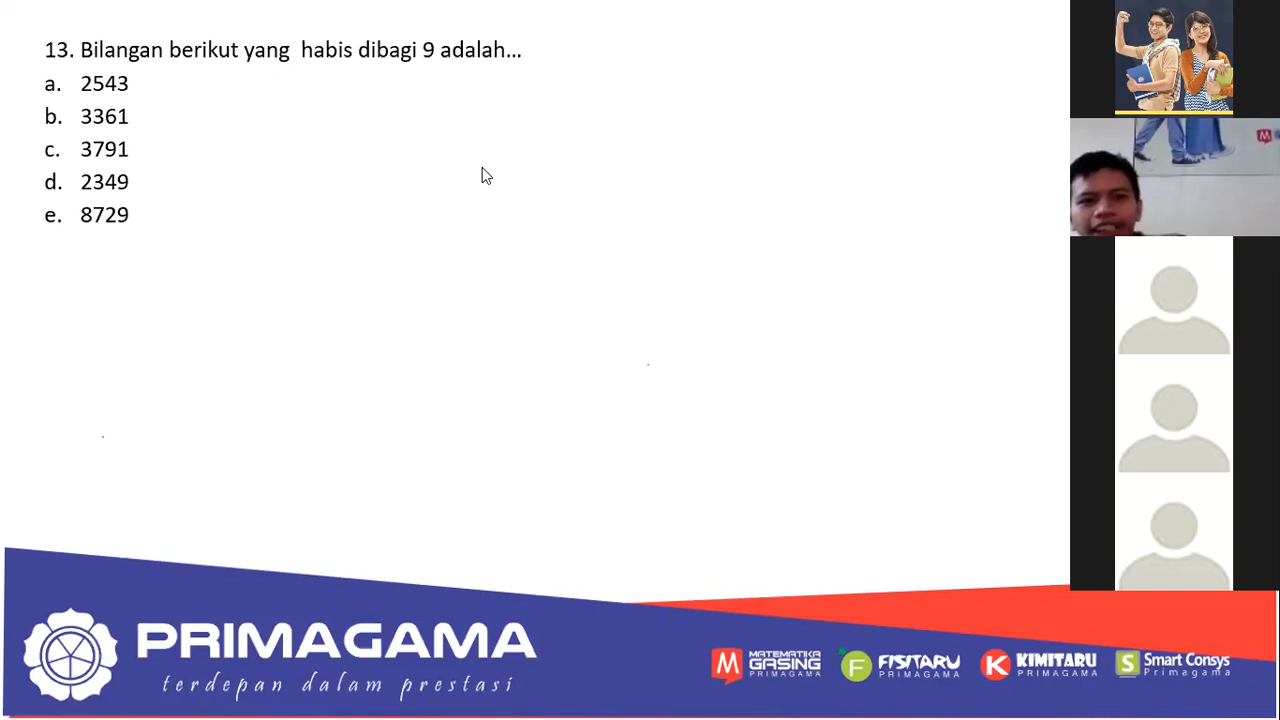 13. Bilangan berikut yang  habis dibagi 9 adalah...
a. 2543
b. 3361
c. 3791
d. 2349
e. 8729
PRIMAGAMA
terdepan dalam prestasi
M MATEMATIKA GASING PRIMAGAMA
F FISITARU PRIMAGAMA
K KIMITARU PRIMAGAMA
S Smart Consys Primagama
M